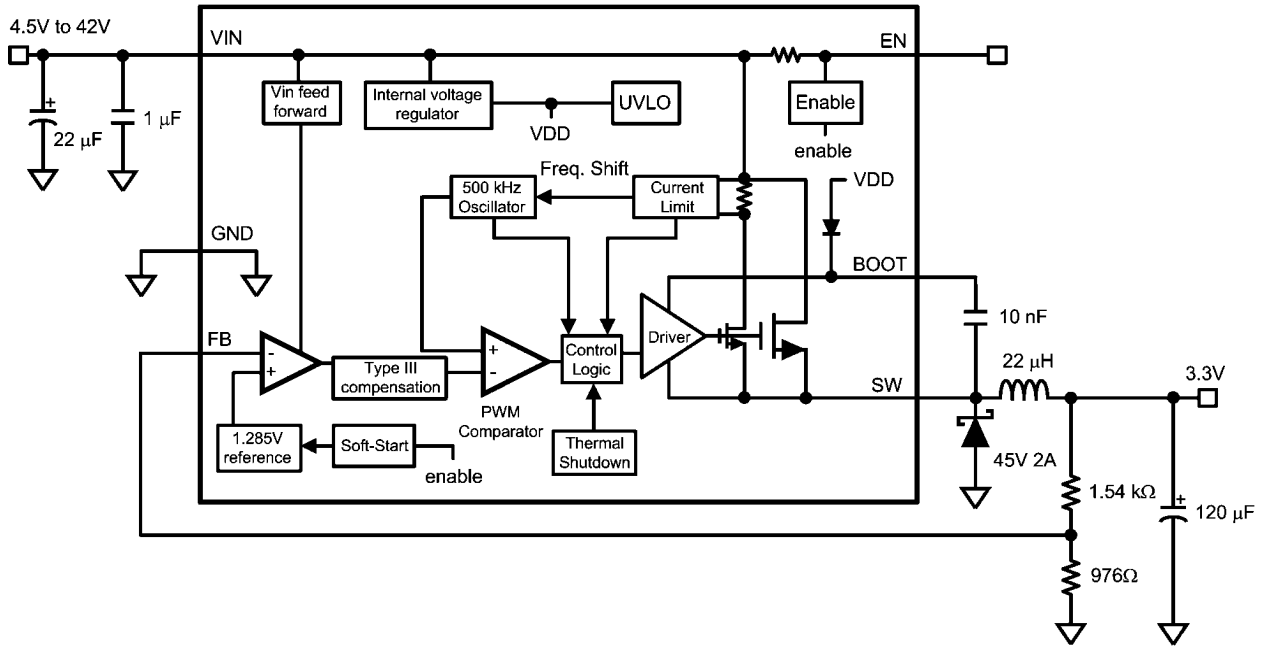 4.5V to 42V
VIN
EN
Vin feed
forward
Internal voltage
regulator
UVLO
Enable
22 μF
1 μF
VDD
enable
Freq. Shift
500 kHz
Oscillator
Current
Limit
VDD
GND
BOOT
10 nF
FB
-
+
Type III
compensation
+
-
PWM
Comparator
Control
Logic
Driver
22 μH
3.3V
SW
1.285V
reference
Soft-Start
enable
Thermal
Shutdown
45V 2A
1.54 kΩ
+
120 μF
976Ω
+